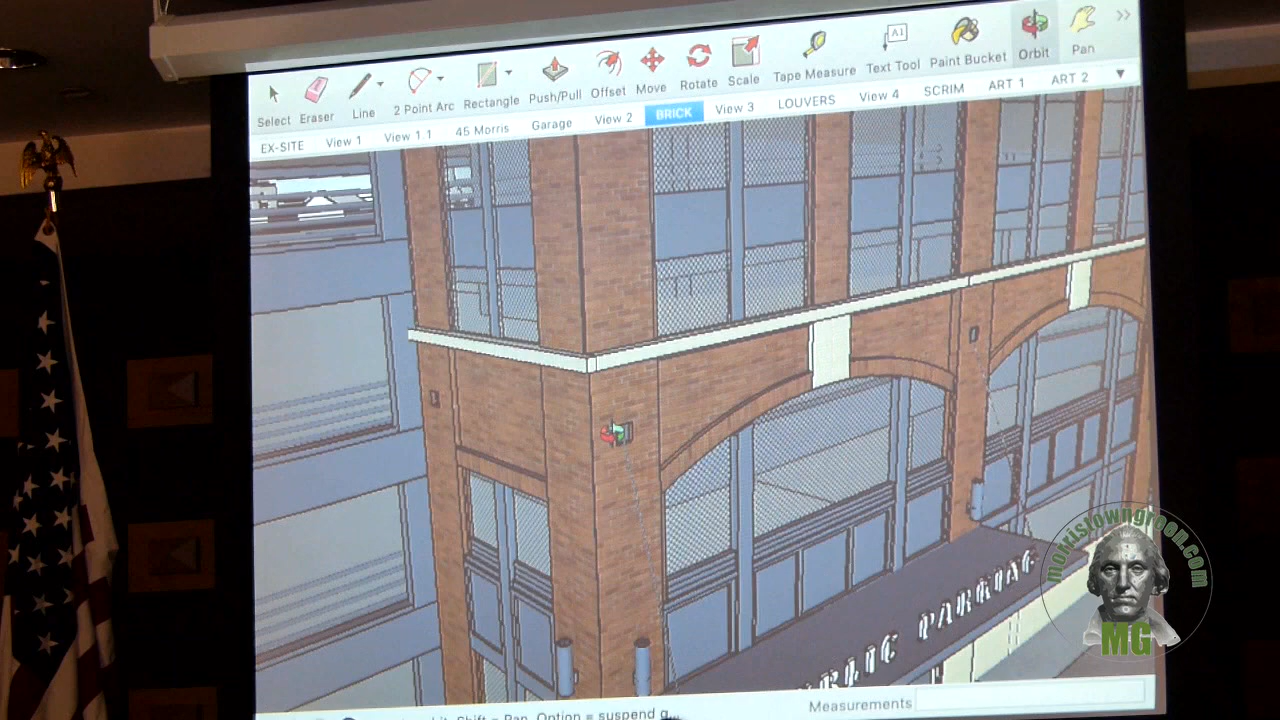 Select Eraser Line 2 Point Arc Rectangle Push/Pull Offset Move Rotate Scale Tape Measure Text Tool Paint Bucket Orbit Pan
A1
EX-SITE View 1 View 1.1 45 Morris Garage View 2 BRICK View 3 LOUVERS View 4 SCRIM ART 1 ART 2
PARKING
Shift = Pan, Option = suspend g...
Measurements
morristowngreen.com
MG